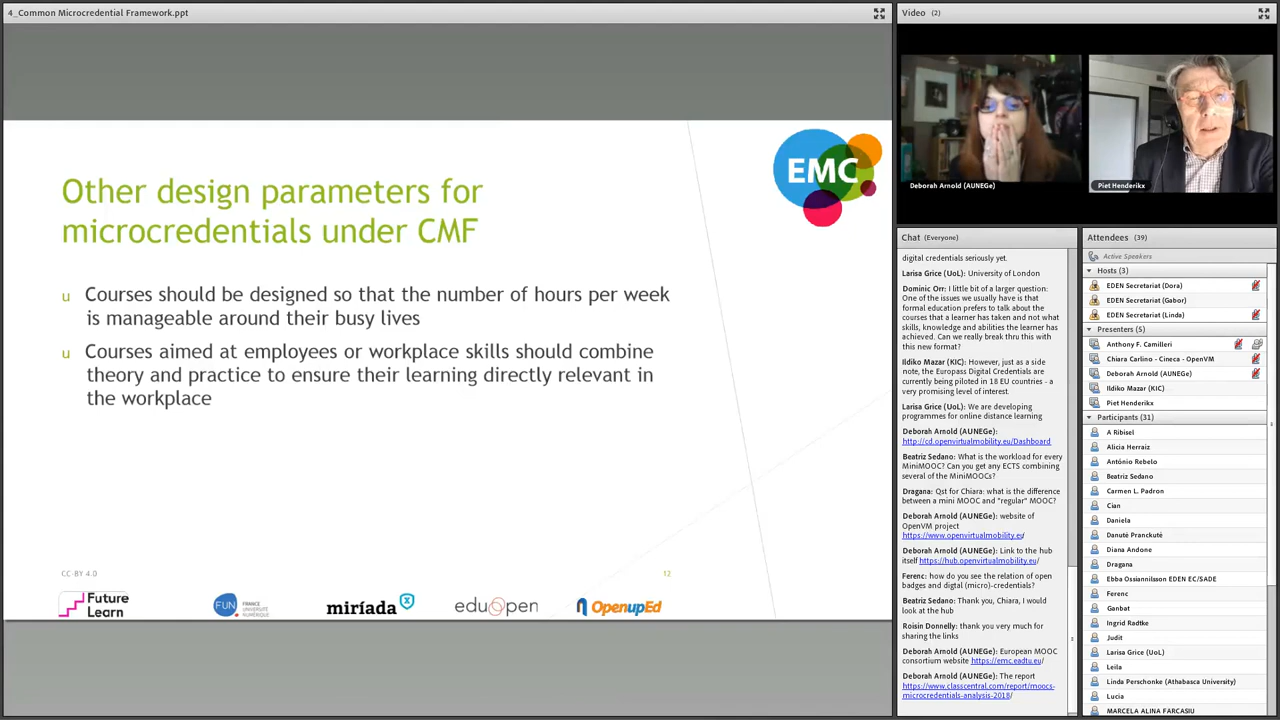 4_Common Microcredential Framework.ppt
EMC
Other design parameters for
microcredentials under CMF
u Courses should be designed so that the number of hours per week
is manageable around their busy lives
u Courses aimed at employees or workplace skills should combine
theory and practice to ensure their learning directly relevant in
the workplace
CC-BY 4.0
12
Future
Learn
FUN FRANCE
UNIVERSITÉ
NUMÉRIQUE
miríada X
eduopen
OpenupEd
Video (2)
Deborah Arnold (AUNEGe)
Piet Henderikx
Chat (Everyone)
digital credentials seriously yet.
Larisa Grice (UoL): University of London
Dominic Orr: I little bit of a larger question:
One of the issues we usually have is that
formal education prefers to talk about the
courses that a learner has taken and not what
skills, knowledge and abilities the learner has
achieved. Can we really break thru this with
this new format?
Ildiko Mazar (KIC): However, just as a side
note, the Europass Digital Credentials are
currently being piloted in 18 EU countries - a
very promising level of interest.
Larisa Grice (UoL): We are developing
programmes for online distance learning
Deborah Arnold (AUNEGe):
http://cd.openvirtualmobility.eu/Dashboard
Beatriz Sedano: What is the workload for every
MiniMOOC? Can you get any ECTS combining
several of the MiniMOOCs?
Dragana: Qst for Chiara: what is the difference
between a mini MOOC and "regular" MOOC?
Deborah Arnold (AUNEGe): website of
OpenVM project
https://www.openvirtualmobility.eu/
Deborah Arnold (AUNEGe): Link to the hub
itself https://hub.openvirtualmobility.eu/
Ferenc: how do you see the relation of open
badges and digital (micro)-credentials?
Beatriz Sedano: Thank you, Chiara, I would
look at the hub
Roisin Donnelly: thank you very much for
sharing the links
Deborah Arnold (AUNEGe): European MOOC
consortium website https://emc.eadtu.eu/
Deborah Arnold (AUNEGe): The report
https://www.classcentral.com/report/moocs-
microcredentials-analysis-2018/
Attendees (39)
Active Speakers
Hosts (3)
EDEN Secretariat (Dora)
EDEN Secretariat (Gabor)
EDEN Secretariat (Linda)
Presenters (5)
Anthony F. Camilleri
Chiara Carlino - Cineca - OpenVM
Deborah Arnold (AUNEGe)
Ildiko Mazar (KIC)
Piet Henderikx
Participants (31)
A Ribisel
Alicia Herraiz
António Rebelo
Beatriz Sedano
Carmen L. Padron
Cian
Daniela
Danutė Pranckutė
Diana Andone
Dragana
Ebba Ossiannilsson EDEN EC/SADE
Ferenc
Ganbat
Ingrid Radtke
Judit
Larisa Grice (UoL)
Leila
Linda Perschonke (Athabasca University)
Lucia
MARCELA ALINA FARCASIU